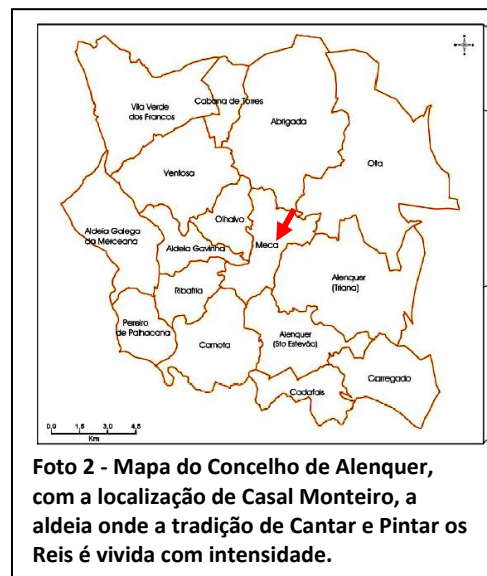 Cabana de Torres
Vila Verde
dos Francos
Abrigada
Olta
Ventosa
Olhalvo
Aldeia Galega
da Merceana
Aldeia Gavinha
Meca
Alenquer
(Triana)
Ribafria
Pereiro
de Palhacana
Carnota
Alenquer
(Sto Estevão)
Carregado
Cadafais
0,0 1,5 3,0 4,5
Km
Foto 2 - Mapa do Concelho de Alenquer,
com a localização de Casal Monteiro, a
aldeia onde a tradição de Cantar e Pintar os
Reis é vivida com intensidade.